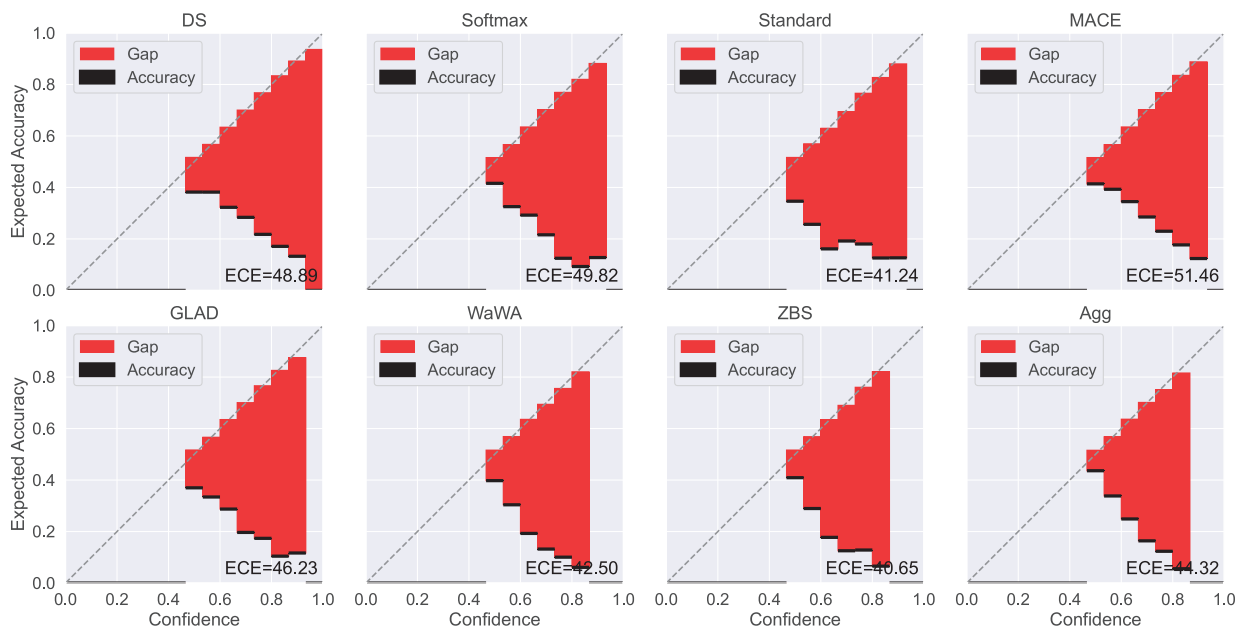 DS
Softmax
Standard
MACE
1.0
0.8
0.6
0.4
0.2
0.0
Expected Accuracy
Gap
Accuracy
ECE=48.89
Gap
Accuracy
ECE=49.82
Gap
Accuracy
ECE=41.24
Gap
Accuracy
ECE=51.46
GLAD
WaWA
ZBS
Agg
1.0
0.8
0.6
0.4
0.2
0.0
Expected Accuracy
Gap
Accuracy
ECE=46.23
Gap
Accuracy
ECE=42.50
Gap
Accuracy
ECE=40.65
Gap
Accuracy
ECE=44.32
0.0 0.2 0.4 0.6 0.8 1.0
0.0 0.2 0.4 0.6 0.8 1.0
0.0 0.2 0.4 0.6 0.8 1.0
0.0 0.2 0.4 0.6 0.8 1.0
Confidence
Confidence
Confidence
Confidence